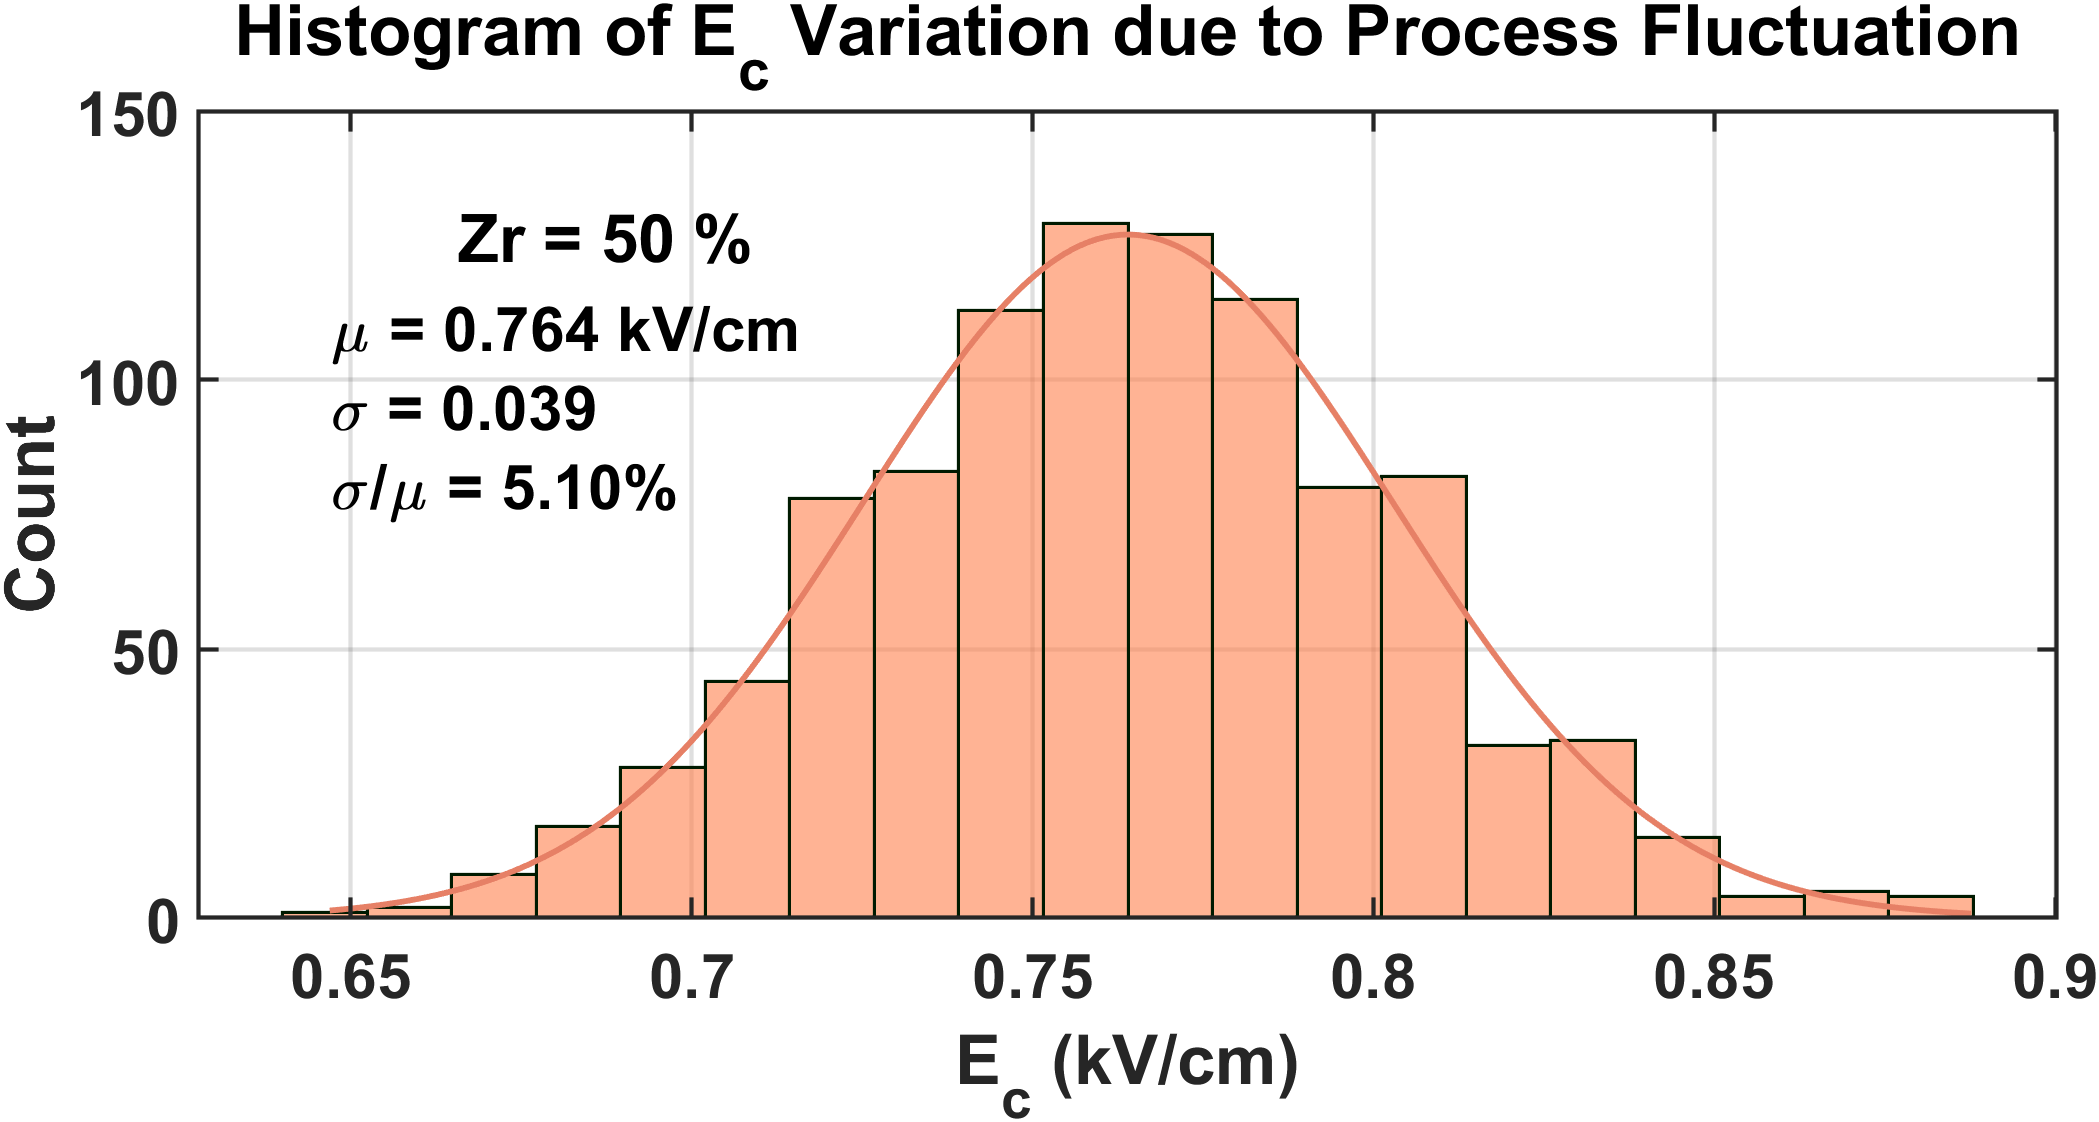 Histogram of E_c Variation due to Process Fluctuation
150
100
50
0
Count
Zr = 50 %
μ = 0.764 kV/cm
σ = 0.039
σ/μ = 5.10%
0.65 0.7 0.75 0.8 0.85 0.9
E_c (kV/cm)